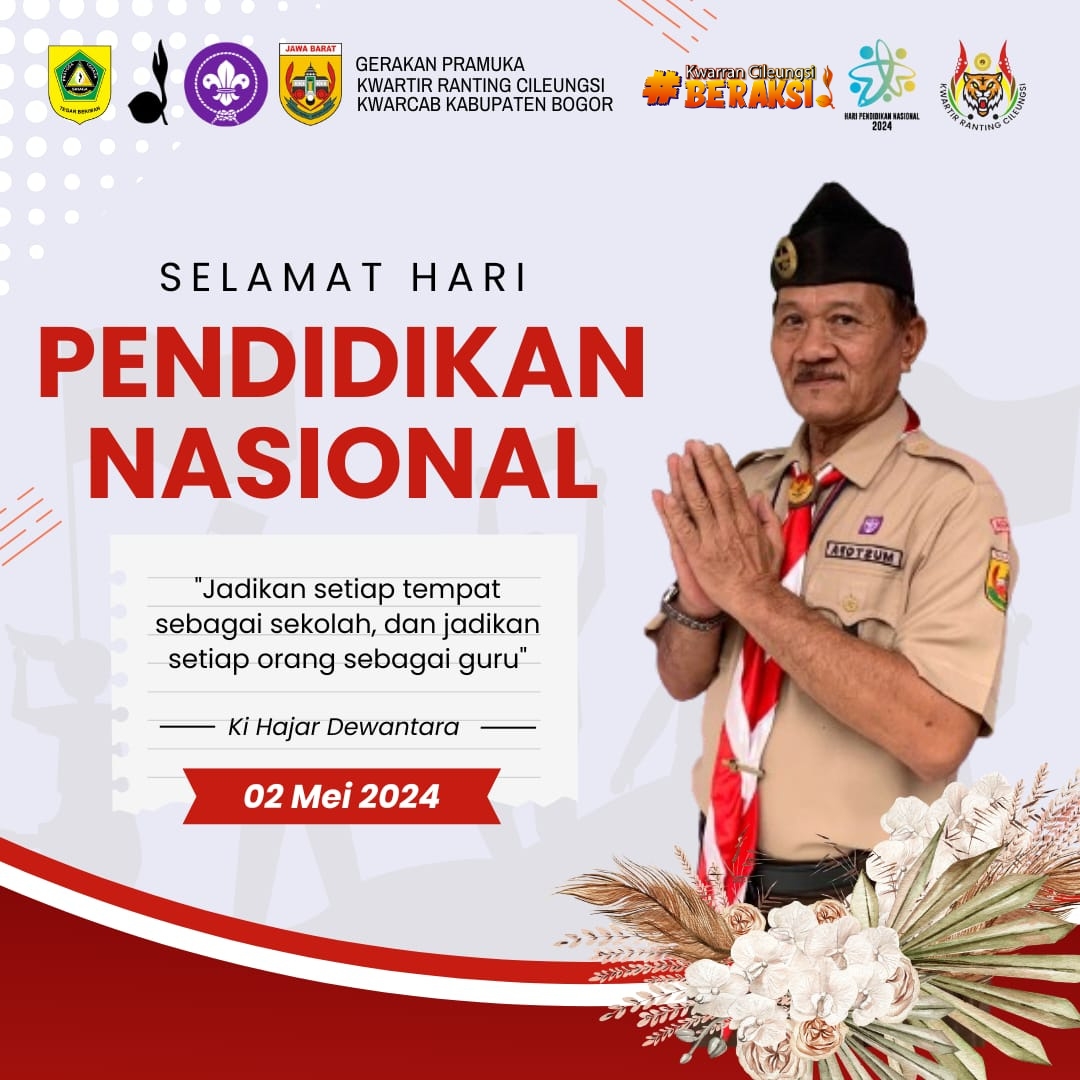 JAWA BARAT
TEGAR BERIMAN
GERAKAN PRAMUKA
KWARTIR RANTING CILEUNGSI
KWARCAB KABUPATEN BOGOR
Kwarran Cileungsi
#BERAKSI
HARI PENDIDIKAN NASIONAL
2024
KWARTIR RANTING CILEUNGSI
SELAMAT HARI
PENDIDIKAN
NASIONAL
"Jadikan setiap tempat
sebagai sekolah, dan jadikan
setiap orang sebagai guru"
Ki Hajar Dewantara
02 Mei 2024
MUSTOPA